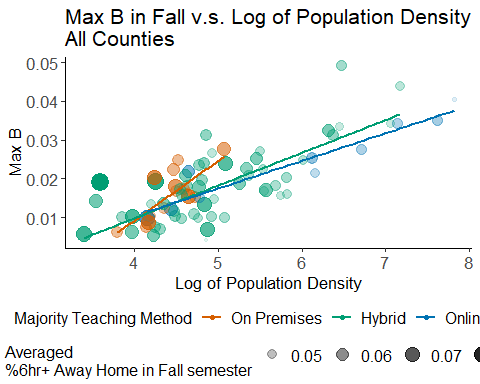 Max B in Fall v.s. Log of Population Density
All Counties
0.05
0.04
0.03
0.02
0.01
Max B
4 5 6 7 8
Log of Population Density
Majority Teaching Method On Premises Hybrid Onlin
Averaged
%6hr+ Away Home in Fall semester
0.05 0.06 0.07